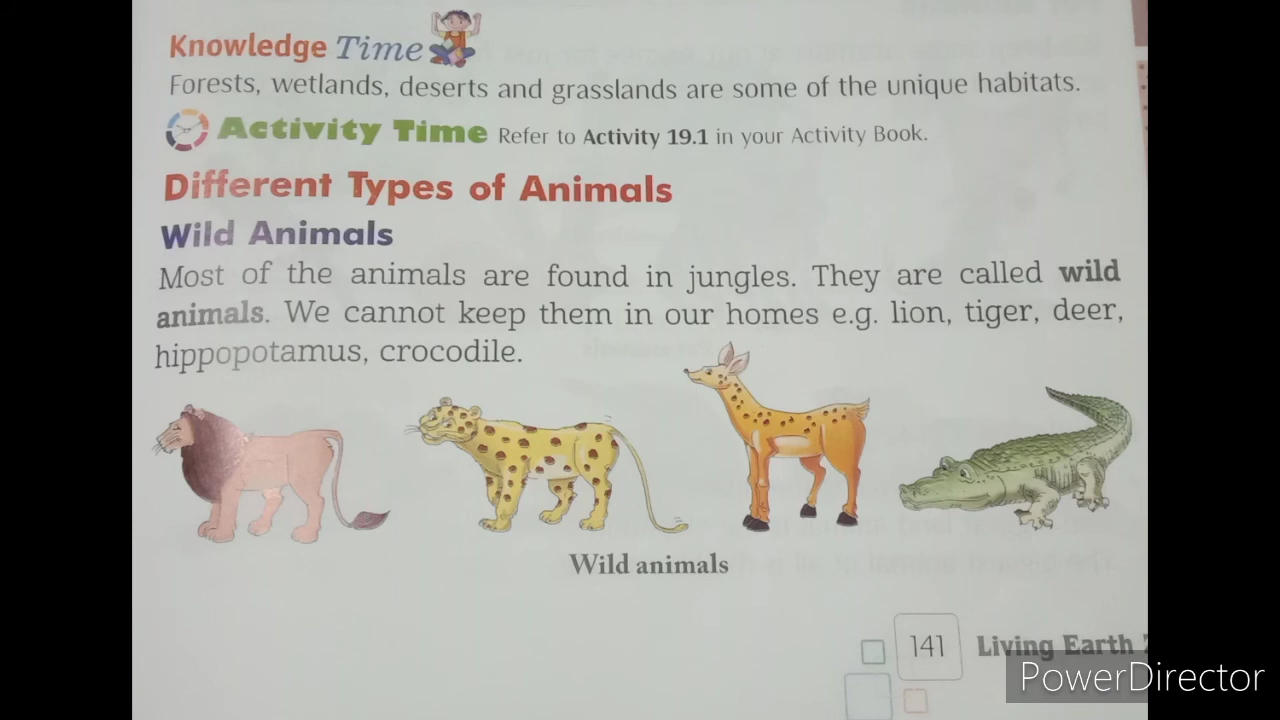 Knowledge Time
Forests, wetlands, deserts and grasslands are some of the unique habitats.
Activity Time Refer to Activity 19.1 in your Activity Book.
Different Types of Animals
Wild Animals
Most of the animals are found in jungles. They are called wild
animals. We cannot keep them in our homes e.g. lion, tiger, deer,
hippopotamus, crocodile.
Wild animals
141 Living Earth
PowerDirector